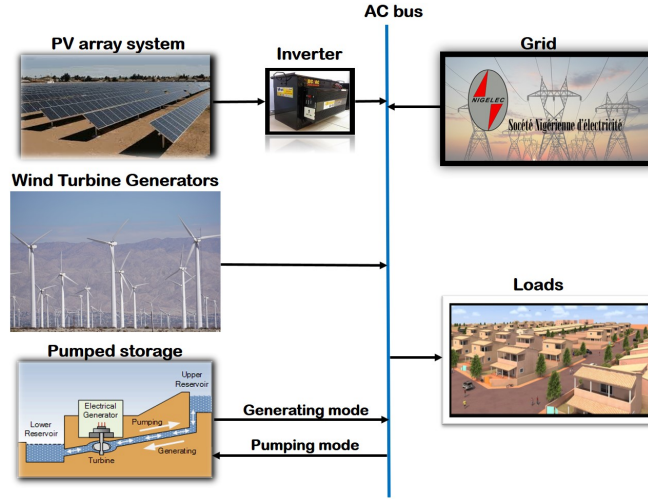 AC bus
PV array system
Inverter
Grid
NIGELEC
Société Nigérienne d'électricité
Wind Turbine Generators
Loads
Pumped storage
Upper
Reservoir
Electrical
Generator
Lower
Reservoir
Pumping
Generating
Turbine
Generating mode
Pumping mode